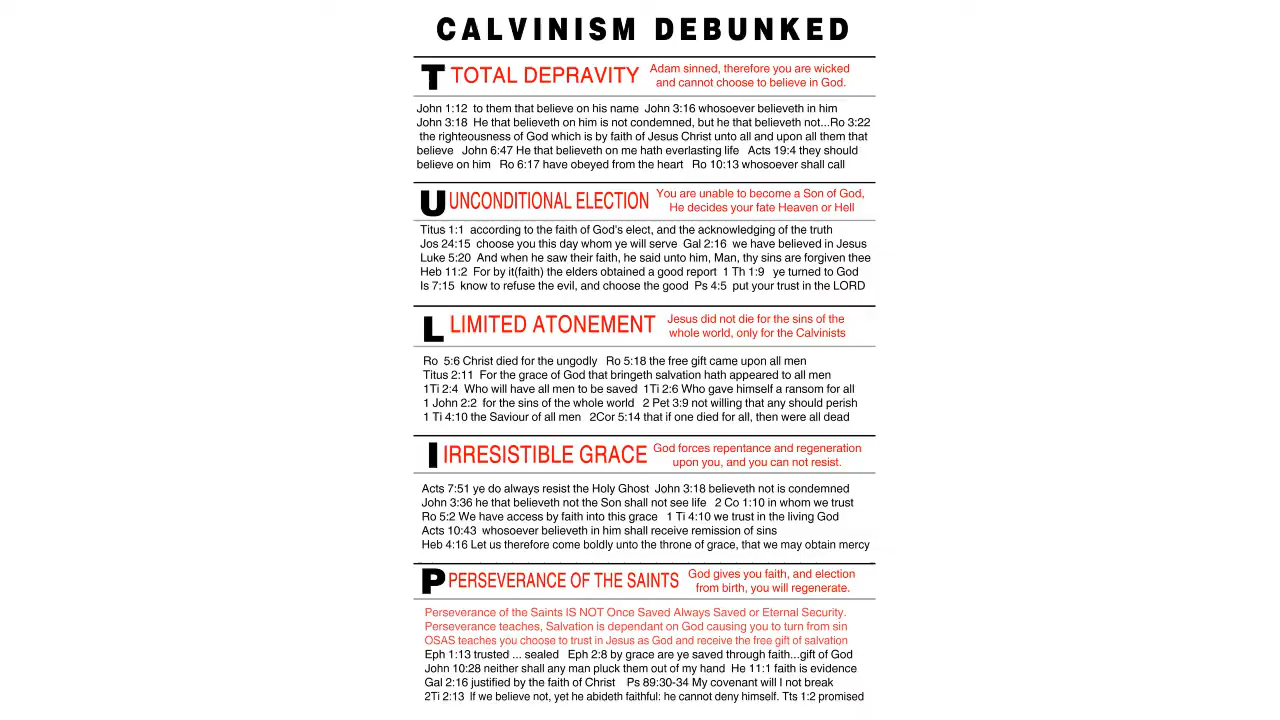 CALVINISM DEBUNKED
T TOTAL DEPRAVITY Adam sinned, therefore you are wicked
and cannot choose to believe in God.
John 1:12 to them that believe on his name John 3:16 whosoever believeth in him
John 3:18 He that believeth on him is not condemned, but he that believeth not...Ro 3:22
the righteousness of God which is by faith of Jesus Christ unto all and upon all them that
believe John 6:47 He that believeth on me hath everlasting life Acts 19:4 they should
believe on him Ro 6:17 have obeyed from the heart Ro 10:13 whosoever shall call
U UNCONDITIONAL ELECTION You are unable to become a Son of God,
He decides your fate Heaven or Hell
Titus 1:1 according to the faith of God's elect, and the acknowledging of the truth
Jos 24:15 choose you this day whom ye will serve Gal 2:16 we have believed in Jesus
Luke 5:20 And when he saw their faith, he said unto him, Man, thy sins are forgiven thee
Heb 11:2 For by it(faith) the elders obtained a good report 1 Th 1:9 ye turned to God
Is 7:15 know to refuse the evil, and choose the good Ps 4:5 put your trust in the LORD
L LIMITED ATONEMENT Jesus did not die for the sins of the
whole world, only for the Calvinists
Ro 5:6 Christ died for the ungodly Ro 5:18 the free gift came upon all men
Titus 2:11 For the grace of God that bringeth salvation hath appeared to all men
1Ti 2:4 Who will have all men to be saved 1Ti 2:6 Who gave himself a ransom for all
1 John 2:2 for the sins of the whole world 2 Pet 3:9 not willing that any should perish
1 Ti 4:10 the Saviour of all men 2Cor 5:14 that if one died for all, then were all dead
I IRRESISTIBLE GRACE God forces repentance and regeneration
upon you, and you can not resist.
Acts 7:51 ye do always resist the Holy Ghost John 3:18 believeth not is condemned
John 3:36 he that believeth not the Son shall not see life 2 Co 1:10 in whom we trust
Ro 5:2 We have access by faith into this grace 1 Ti 4:10 we trust in the living God
Acts 10:43 whosoever believeth in him shall receive remission of sins
Heb 4:16 Let us therefore come boldly unto the throne of grace, that we may obtain mercy
P PERSEVERANCE OF THE SAINTS God gives you faith, and election
from birth, you will regenerate.
Perseverance of the Saints IS NOT Once Saved Always Saved or Eternal Security.
Perseverance teaches, Salvation is dependant on God causing you to turn from sin
OSAS teaches you choose to trust in Jesus as God and receive the free gift of salvation
Eph 1:13 trusted ... sealed Eph 2:8 by grace are ye saved through faith...gift of God
John 10:28 neither shall any man pluck them out of my hand He 11:1 faith is evidence
Gal 2:16 justified by the faith of Christ Ps 89:30-34 My covenant will I not break
2Ti 2:13 If we believe not, yet he abideth faithful: he cannot deny himself. Tts 1:2 promised